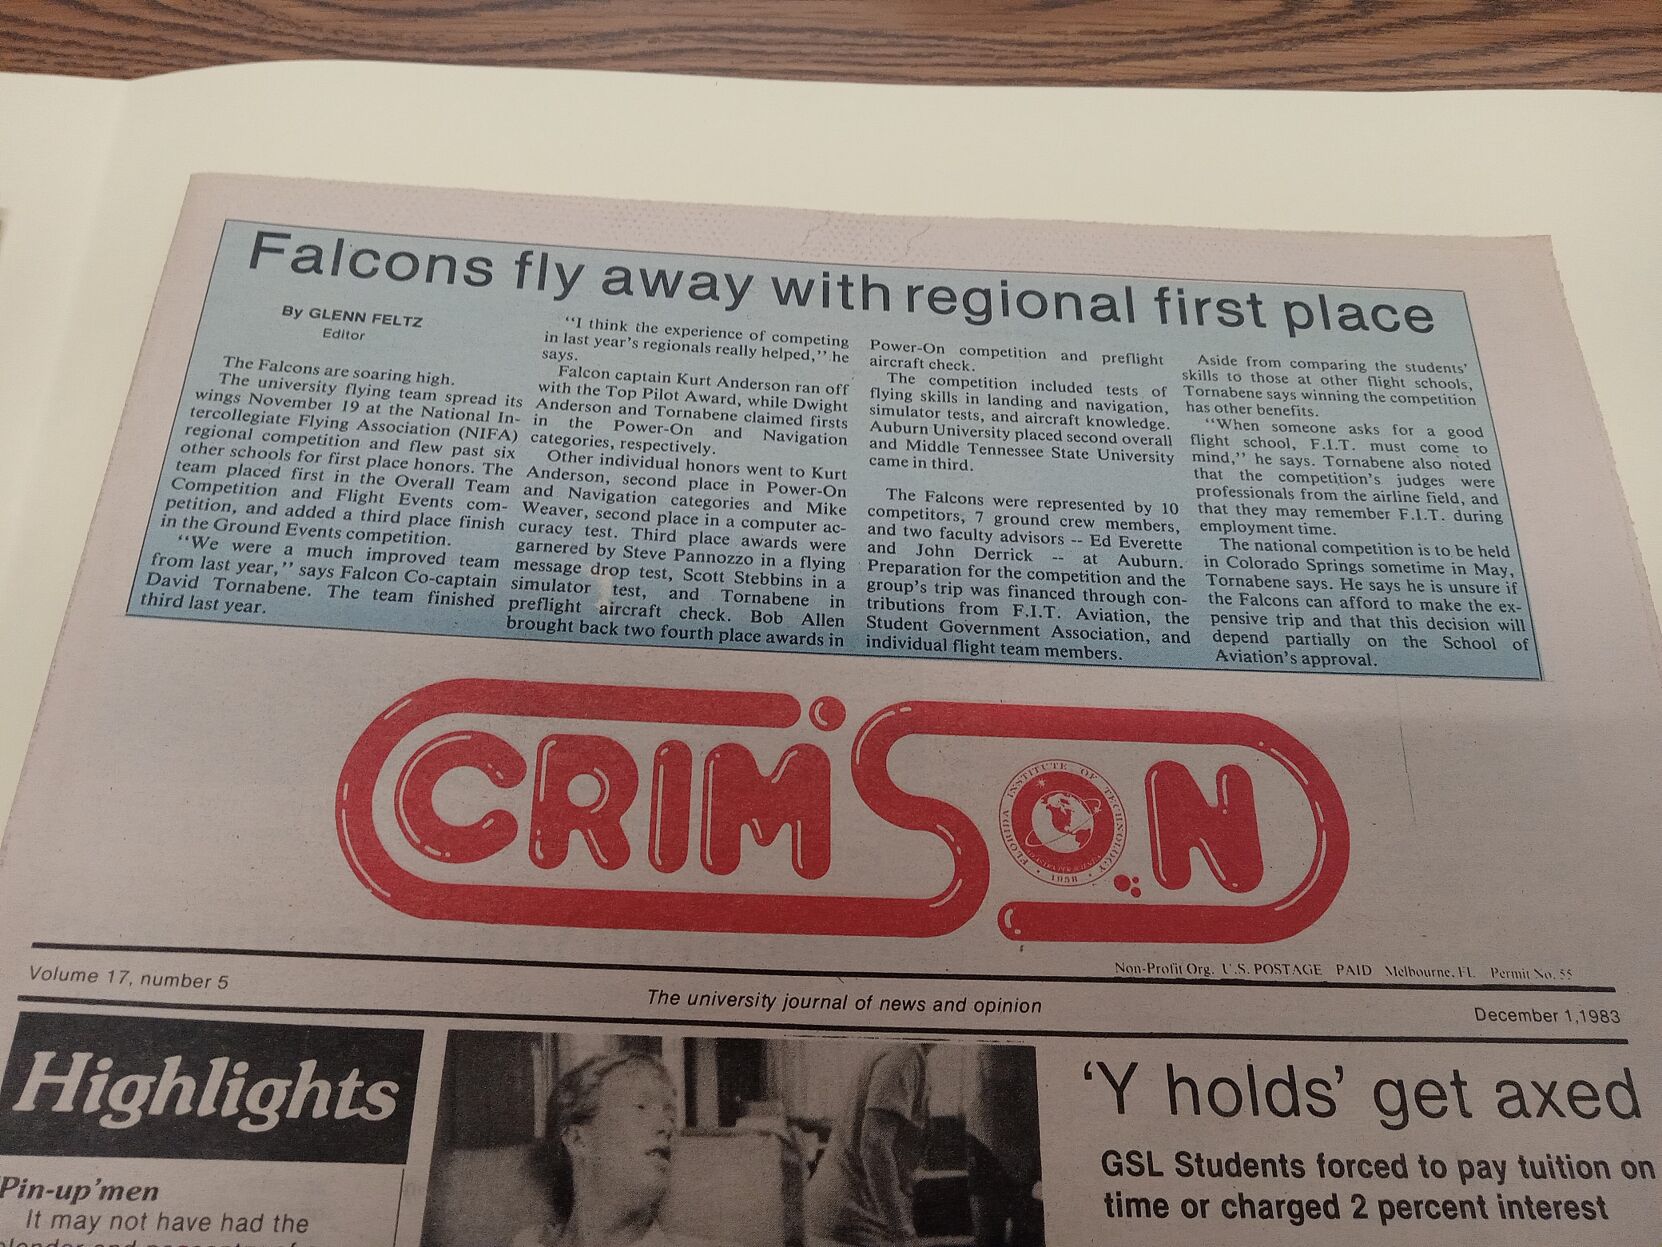 Falcons fly away with regional first place
By GLENN FELTZ
Editor
The Falcons are soaring high.
The university flying team spread its
wings November 19 at the National In-
tercollegiate Flying Association (NIFA)
regional competition and flew past six
other schools for first place honors. The
team placed first in the Overall Team
Competition and Flight Events com-
petition, and added a third place finish
in the Ground Events competition.
"We were a much improved team
from last year," says Falcon Co-captain
David Tornabene. The team finished
third last year.
"I think the experience of competing
in last year's regionals really helped," he
says.
Falcon captain Kurt Anderson ran off
with the Top Pilot Award, while Dwight
Anderson and Tornabene claimed firsts
in the Power-On and Navigation
categories, respectively.
Other individual honors went to Kurt
Anderson, second place in Power-On
and Navigation categories and Mike
Weaver, second place in a computer ac-
curacy test. Third place awards were
garnered by Steve Pannozzo in a flying
message drop test, Scott Stebbins in a
simulator test, and Tornabene in
preflight aircraft check. Bob Allen
brought back two fourth place awards in
Power-On competition and preflight
aircraft check.
The competition included tests of
flying skills in landing and navigation,
simulator tests, and aircraft knowledge.
Auburn University placed second overall
and Middle Tennessee State University
came in third.
The Falcons were represented by 10
competitors, 7 ground crew members,
and two faculty advisors -- Ed Everette
and John Derrick -- at Auburn.
Preparation for the competition and the
group's trip was financed through con-
tributions from F.I.T. Aviation, the
Student Government Association, and
individual flight team members.
Aside from comparing the students'
skills to those at other flight schools,
Tornabene says winning the competition
has other benefits.
"When someone asks for a good
flight school, F.I.T. must come to
mind," he says. Tornabene also noted
that the competition's judges were
professionals from the airline field, and
that they may remember F.I.T. during
employment time.
The national competition is to be held
in Colorado Springs sometime in May,
Tornabene says. He says he is unsure if
the Falcons can afford to make the ex-
pensive trip and that this decision will
depend partially on the School of
Aviation's approval.
CRIMSON
FLORIDA INSTITUTE OF TECHNOLOGY
1958
Non-Profit Org. U.S. POSTAGE PAID Melbourne, FL Permit No. 55
Volume 17, number 5
The university journal of news and opinion
December 1,1983
Highlights
'Pin-up'men
It may not have had the
'Y holds' get axed
GSL Students forced to pay tuition on
time or charged 2 percent interest